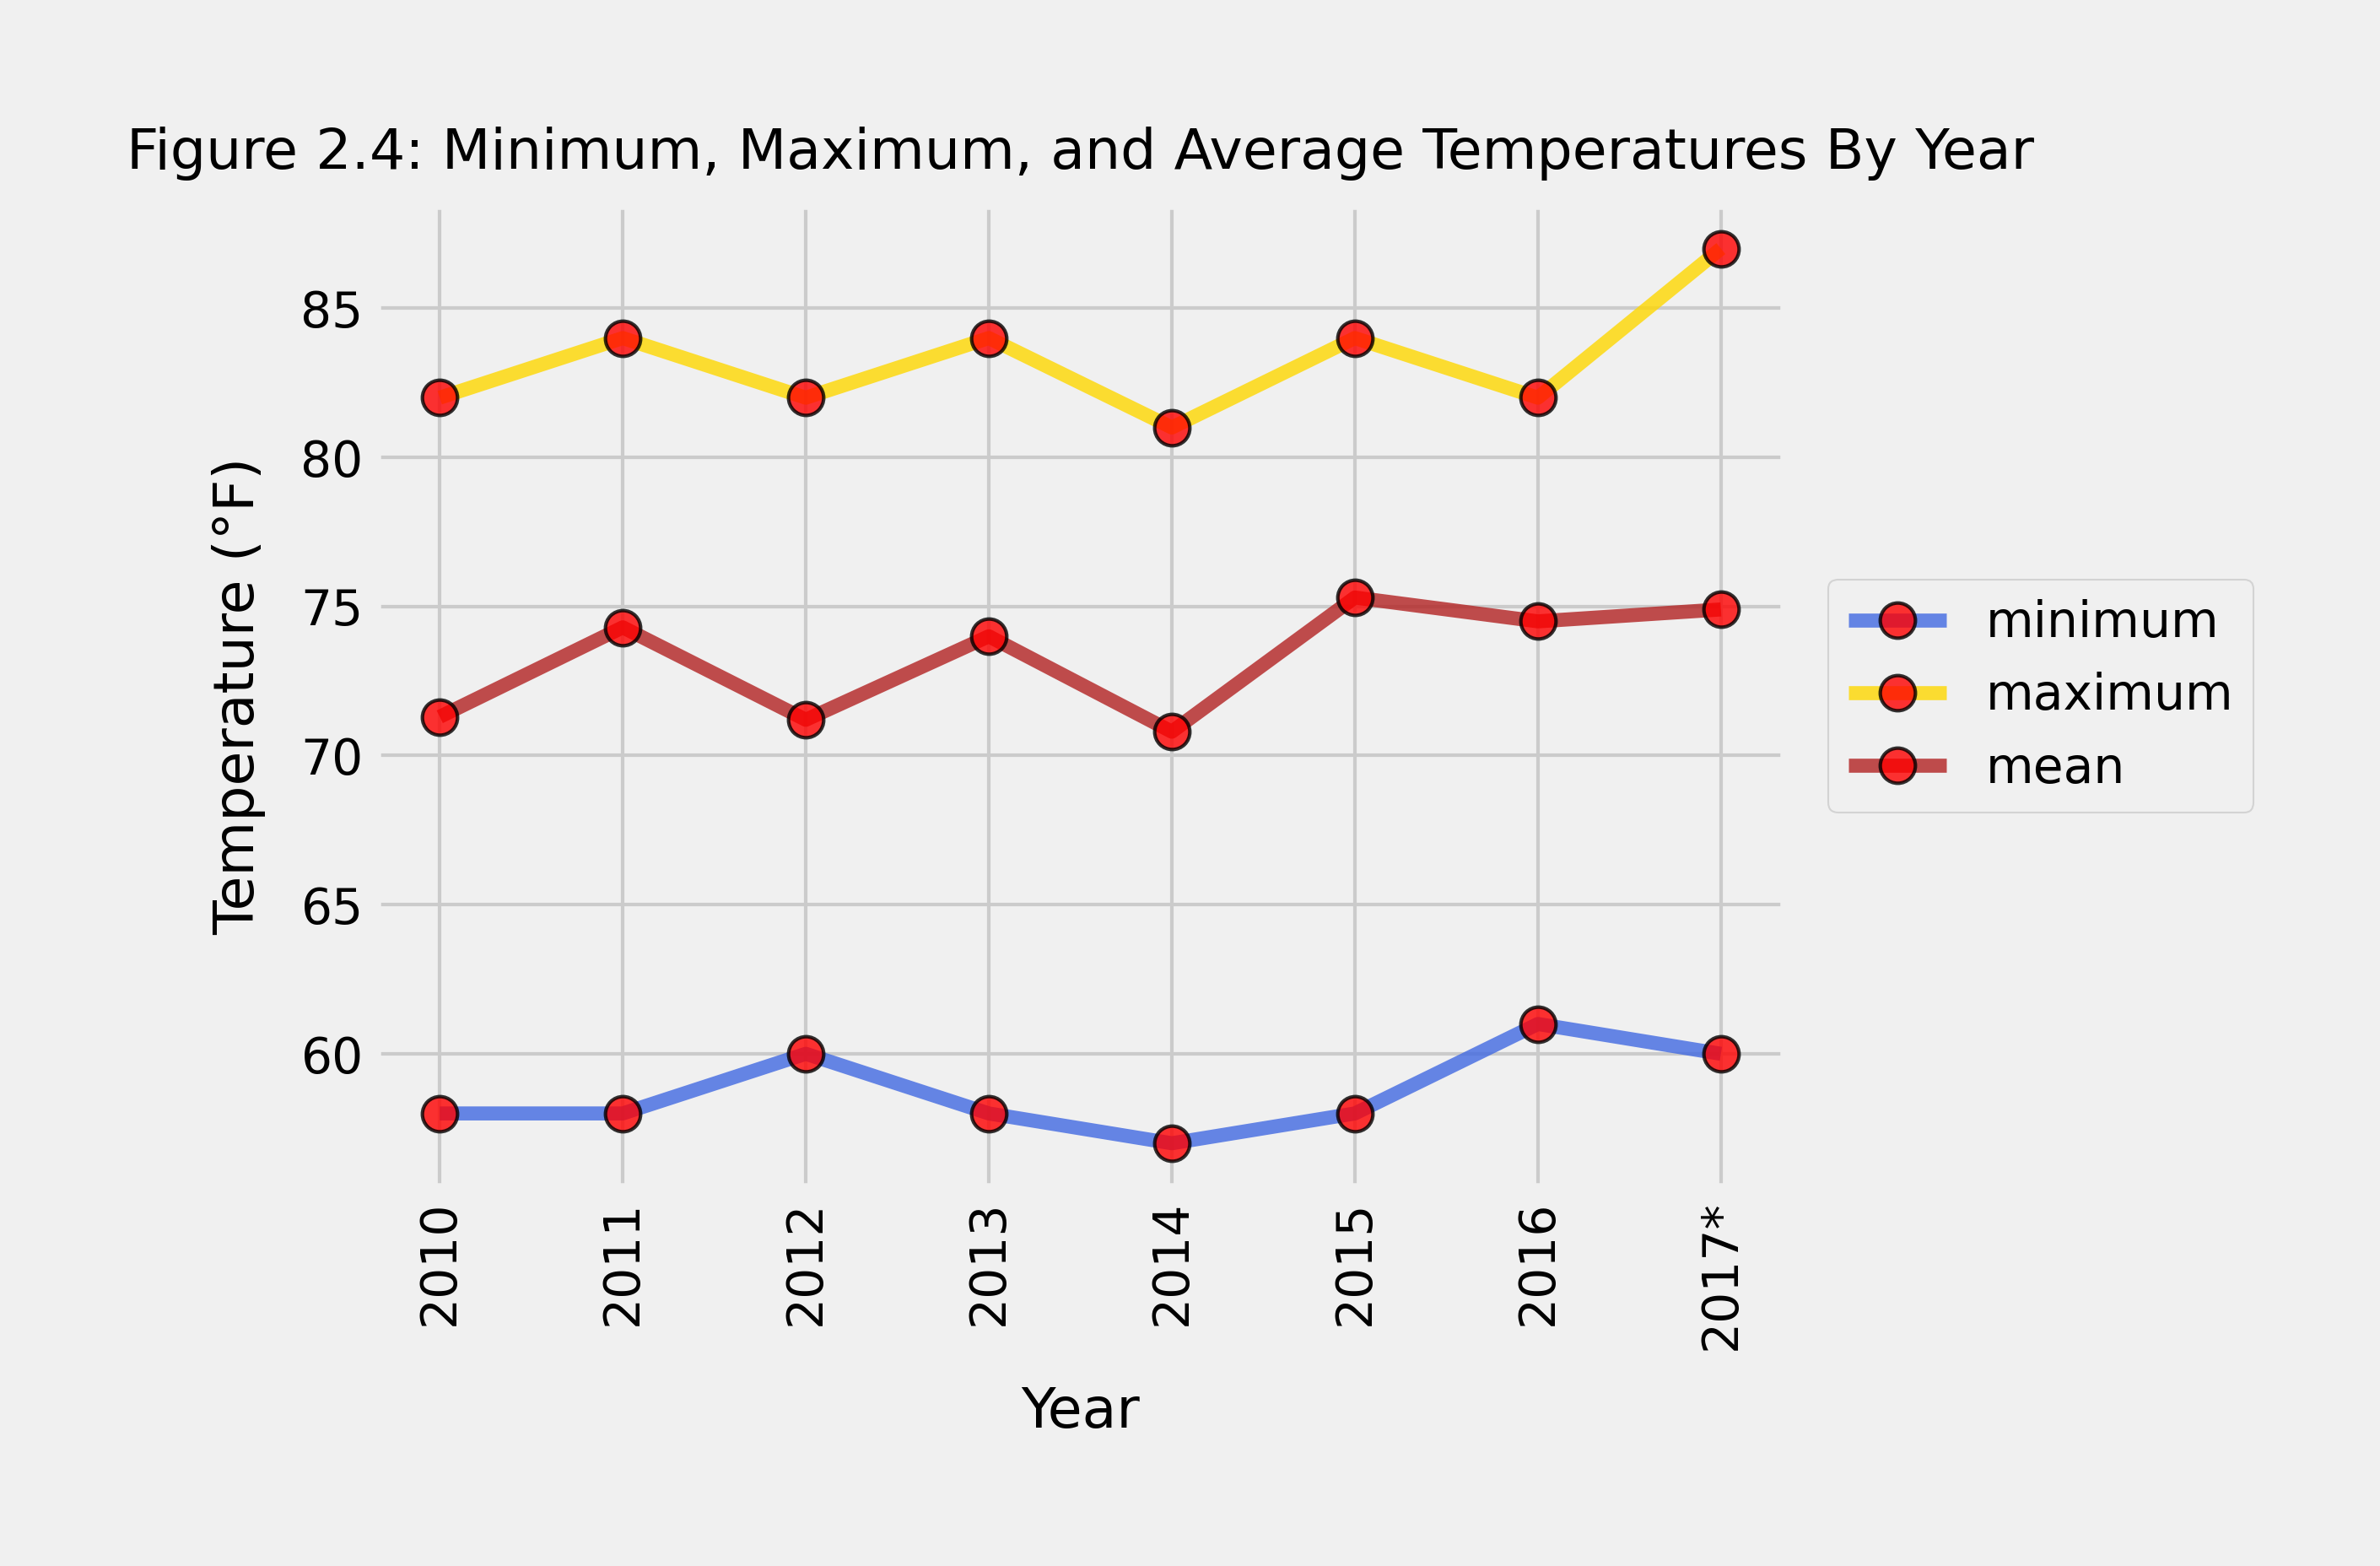 Figure 2.4: Minimum, Maximum, and Average Temperatures By Year
85
80
75
70
65
60
Temperature (°F)
2010
2011
2012
2013
2014
2015
2016
2017*
Year
minimum
maximum
mean